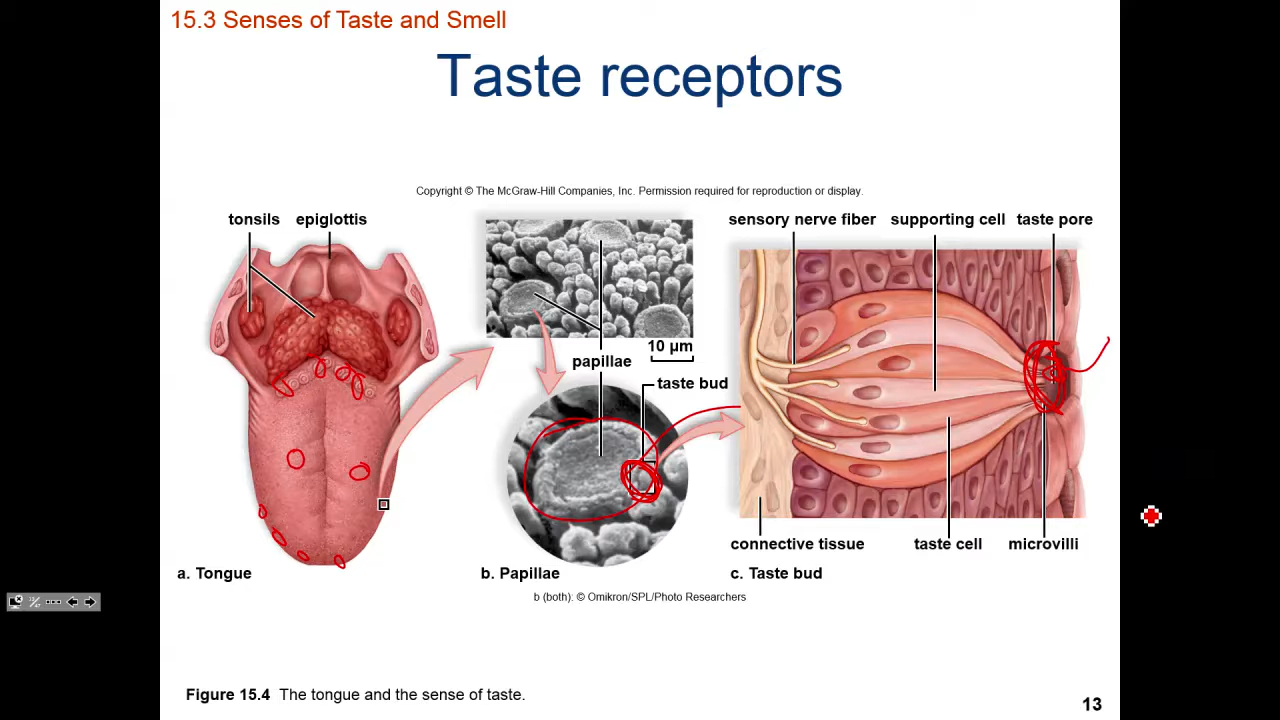 15.3 Senses of Taste and Smell
Taste receptors
Copyright © The McGraw-Hill Companies, Inc. Permission required for reproduction or display.
tonsils epiglottis
sensory nerve fiber supporting cell taste pore
10 µm
papillae
taste bud
connective tissue taste cell microvilli
a. Tongue b. Papillae c. Taste bud
b (both): © Omikron/SPL/Photo Researchers
Figure 15.4 The tongue and the sense of taste.
13